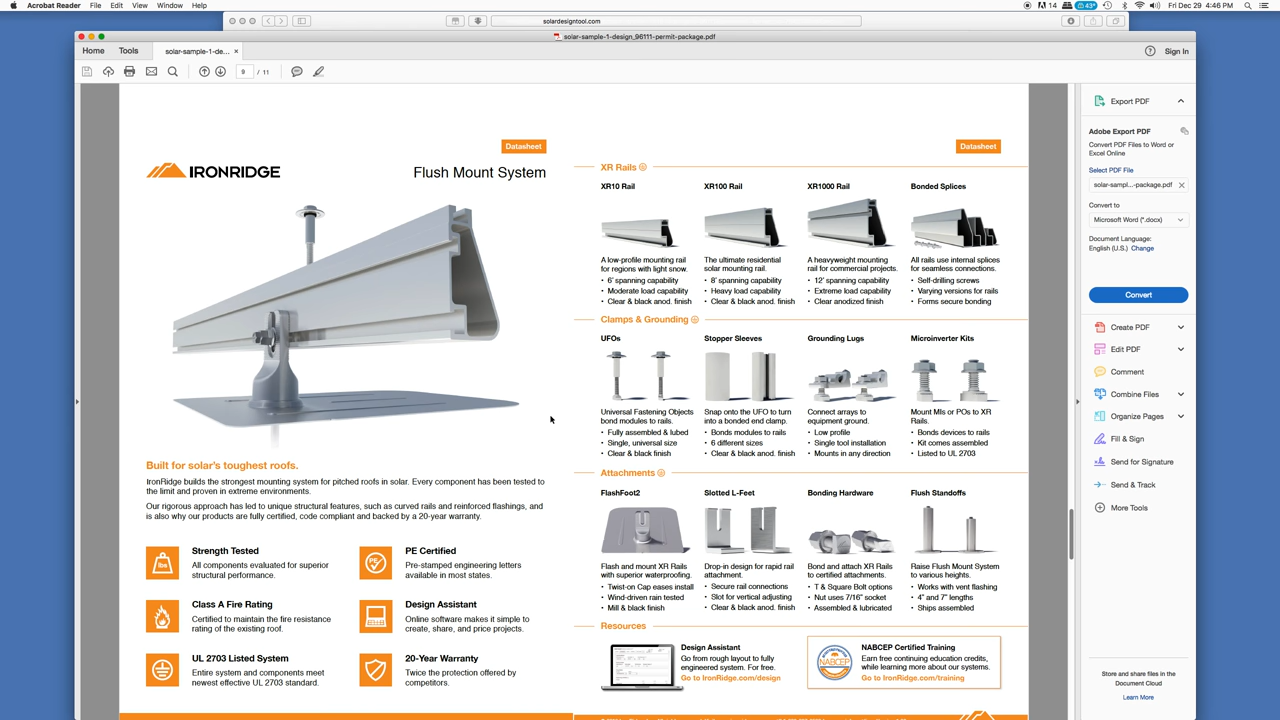 Acrobat Reader File Edit View Window Help
14 43° Fri Dec 29 4:46 PM
solardesigntool.com
solar-sample-1-design_96111-permit-package.pdf
Home Tools solar-sample-1-de... ×
Sign In
9 / 11
Datasheet
IRONRIDGE
Flush Mount System
Built for solar's toughest roofs.
IronRidge builds the strongest mounting system for pitched roofs in solar. Every component has been tested to
the limit and proven in extreme environments.
Our rigorous approach has led to unique structural features, such as curved rails and reinforced flashings, and
is also why our products are fully certified, code compliant and backed by a 20-year warranty.
lbs
Strength Tested
All components evaluated for superior
structural performance.
PE
PE Certified
Pre-stamped engineering letters
available in most states.
Class A Fire Rating
Certified to maintain the fire resistance
rating of the existing roof.
Design Assistant
Online software makes it simple to
create, share, and price projects.
UL 2703 Listed System
Entire system and components meet
newest effective UL 2703 standard.
20-Year Warranty
Twice the protection offered by
competitors.
Datasheet
XR Rails
XR10 Rail
A low-profile mounting rail
for regions with light snow.
• 6' spanning capability
• Moderate load capability
• Clear & black anod. finish
XR100 Rail
The ultimate residential
solar mounting rail.
• 8' spanning capability
• Heavy load capability
• Clear & black anod. finish
XR1000 Rail
A heavyweight mounting
rail for commercial projects.
• 12' spanning capability
• Extreme load capability
• Clear anodized finish
Bonded Splices
All rails use internal splices
for seamless connections.
• Self-drilling screws
• Varying versions for rails
• Forms secure bonding
Clamps & Grounding
UFOs
Universal Fastening Objects
bond modules to rails.
• Fully assembled & lubed
• Single, universal size
• Clear & black finish
Stopper Sleeves
Snap onto the UFO to turn
into a bonded end clamp.
• Bonds modules to rails
• 6 different sizes
• Clear & black anod. finish
Grounding Lugs
Connect arrays to
equipment ground.
• Low profile
• Single tool installation
• Mounts in any direction
Microinverter Kits
Mount MIs or POs to XR
Rails.
• Bonds devices to rails
• Kit comes assembled
• Listed to UL 2703
Attachments
FlashFoot2
Flash and mount XR Rails
with superior waterproofing.
• Twist-on Cap eases install
• Wind-driven rain tested
• Mill & black finish
Slotted L-Feet
Drop-in design for rapid rail
attachment.
• Secure rail connections
• Slot for vertical adjusting
• Clear & black anod. finish
Bonding Hardware
Bond and attach XR Rails
to certified attachments.
• T & Square Bolt options
• Nut uses 7/16" socket
• Assembled & lubricated
Flush Standoffs
Raise Flush Mount System
to various heights.
• Works with vent flashing
• 4" and 7" lengths
• Ships assembled
Resources
Design Assistant
Go from rough layout to fully
engineered system. For free.
Go to IronRidge.com/design
NABCEP
NABCEP Certified Training
Earn free continuing education credits,
while learning more about our systems.
Go to IronRidge.com/training
Export PDF
Adobe Export PDF
Convert PDF Files to Word or
Excel Online
Select PDF File
solar-sampl...-package.pdf
Convert to
Microsoft Word (*.docx)
Document Language:
English (U.S.) Change
Convert
Create PDF
Edit PDF
Comment
Combine Files
Organize Pages
Fill & Sign
Send for Signature
Send & Track
More Tools
Store and share files in the
Document Cloud
Learn More